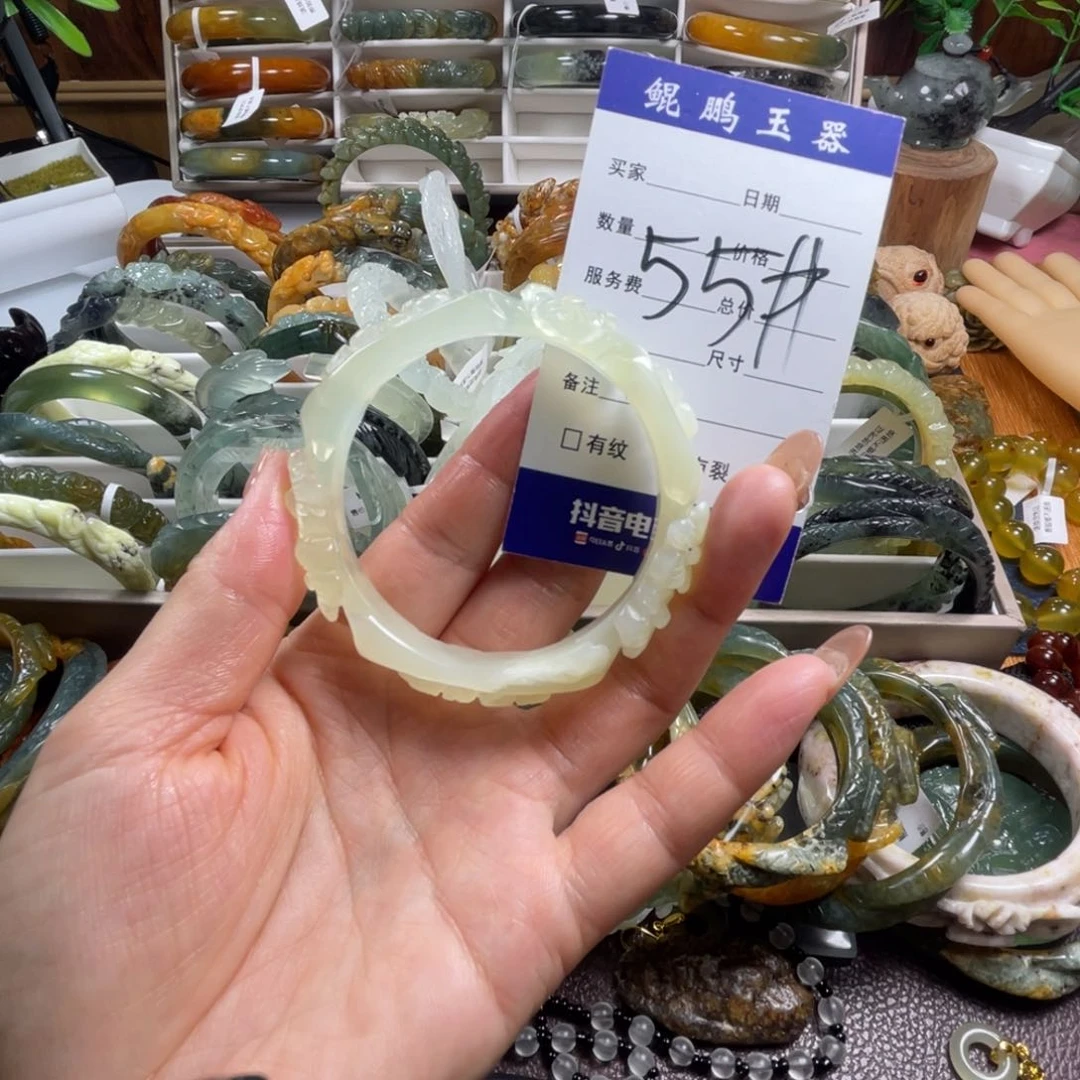 鲲鹏玉器
买家 日期
数量 价格
55#
服务费 总价
尺寸
备注
□有纹 有裂
抖音电